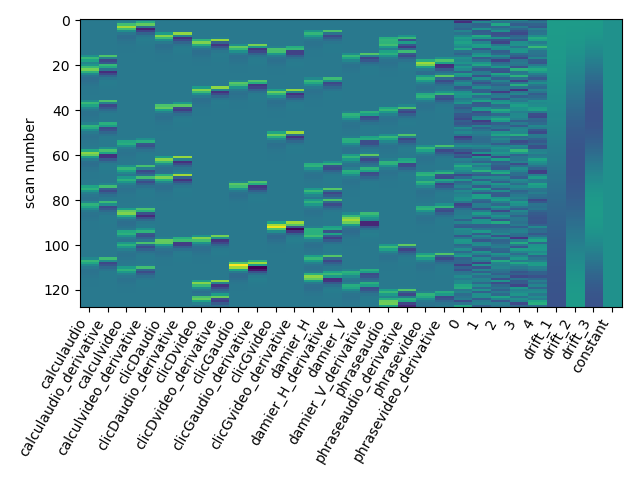 0
20
40
60
80
100
120
scan number
calculaudio
calculaudio_derivative
calculvideo
calculvideo_derivative
clicDaudio
clicDaudio_derivative
clicDvideo
clicDvideo_derivative
clicGaudio
clicGaudio_derivative
clicGvideo
clicGvideo_derivative
damier_H
damier_H_derivative
damier_V
damier_V_derivative
phraseaudio
phraseaudio_derivative
phrasevideo
phrasevideo_derivative
0
1
2
3
4
drift_1
drift_2
drift_3
constant